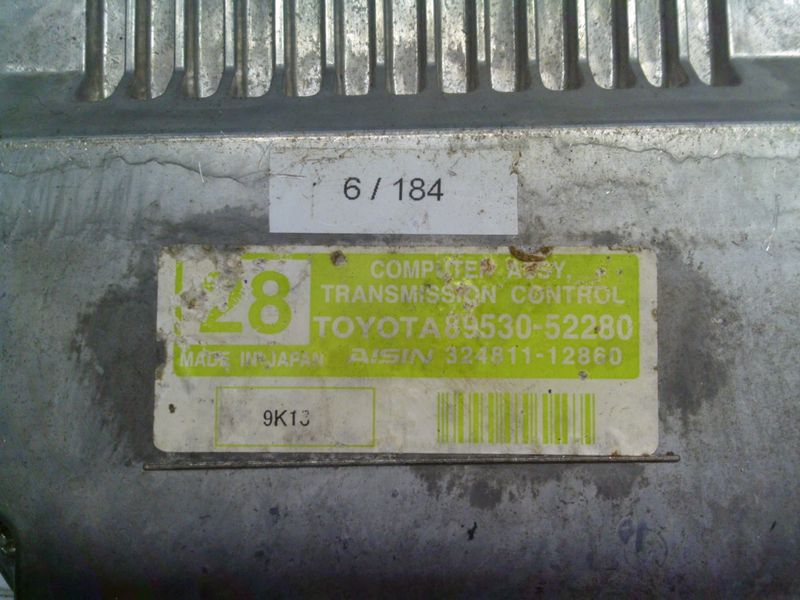 6 / 184
28
COMPUTER ASSY,
TRANSMISSION CONTROL
TOYOTA 89530-52280
MADE IN JAPAN AISIN 324811-12860
9K13